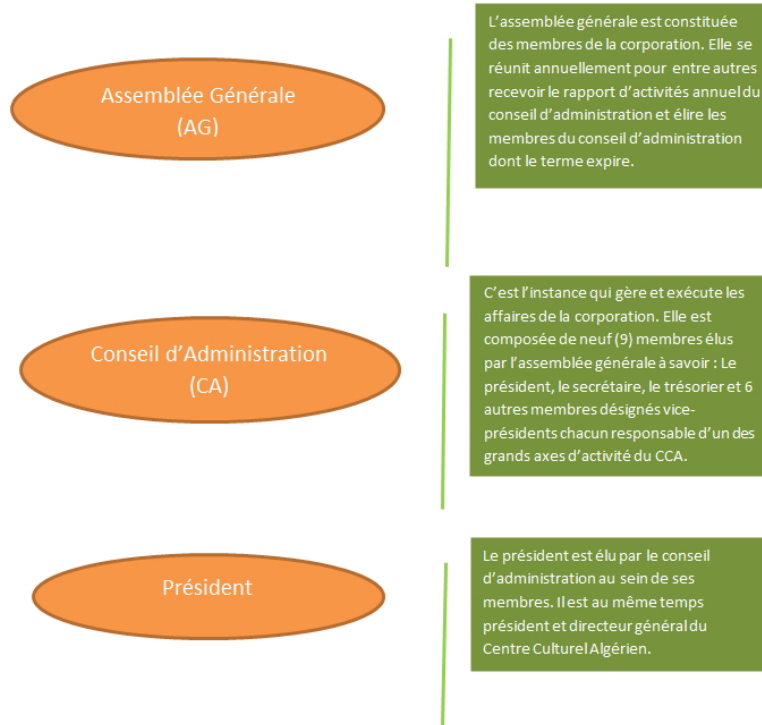 Assemblée Générale
(AG)
L'assemblée générale est constituée
des membres de la corporation. Elle se
réunit annuellement pour entre autres
recevoir le rapport d'activités annuel du
conseil d'administration et élire les
membres du conseil d'administration
dont le terme expire.
Conseil d'Administration
(CA)
C'est l'instance qui gère et exécute les
affaires de la corporation. Elle est
composée de neuf (9) membres élus
par l'assemblée générale à savoir : Le
président, le secrétaire, le trésorier et 6
autres membres désignés vice-
présidents chacun responsable d'un des
grands axes d'activité du CCA.
Président
Le président est élu par le conseil
d'administration au sein de ses
membres. Il est au même temps
président et directeur général du
Centre Culturel Algérien.